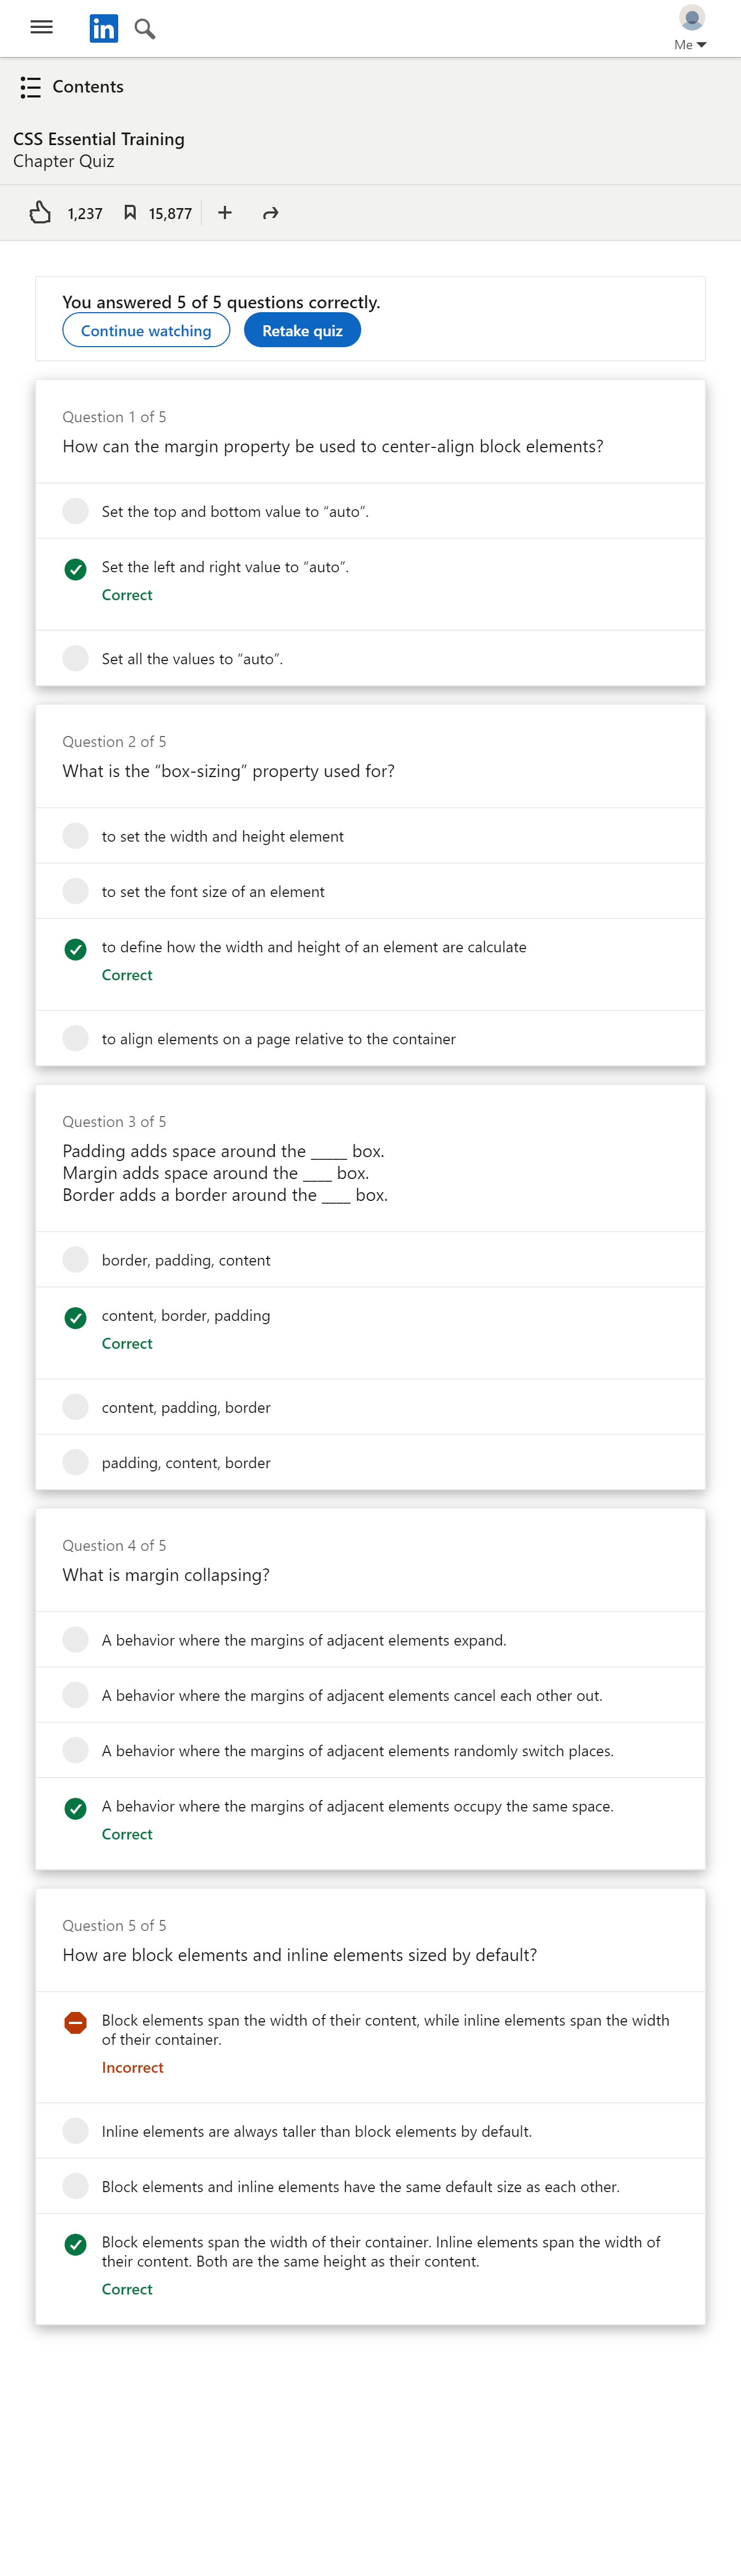 in
Me
Contents
CSS Essential Training
Chapter Quiz
1,237
15,877
You answered 5 of 5 questions correctly.
Continue watching
Retake quiz
Question 1 of 5
How can the margin property be used to center-align block elements?
Set the top and bottom value to “auto”.
Set the left and right value to “auto”.
Correct
Set all the values to “auto”.
Question 2 of 5
What is the “box-sizing” property used for?
to set the width and height element
to set the font size of an element
to define how the width and height of an element are calculate
Correct
to align elements on a page relative to the container
Question 3 of 5
Padding adds space around the _____ box.
Margin adds space around the ____ box.
Border adds a border around the ____ box.
border, padding, content
content, border, padding
Correct
content, padding, border
padding, content, border
Question 4 of 5
What is margin collapsing?
A behavior where the margins of adjacent elements expand.
A behavior where the margins of adjacent elements cancel each other out.
A behavior where the margins of adjacent elements randomly switch places.
A behavior where the margins of adjacent elements occupy the same space.
Correct
Question 5 of 5
How are block elements and inline elements sized by default?
Block elements span the width of their content, while inline elements span the width
of their container.
Incorrect
Inline elements are always taller than block elements by default.
Block elements and inline elements have the same default size as each other.
Block elements span the width of their container. Inline elements span the width of
their content. Both are the same height as their content.
Correct